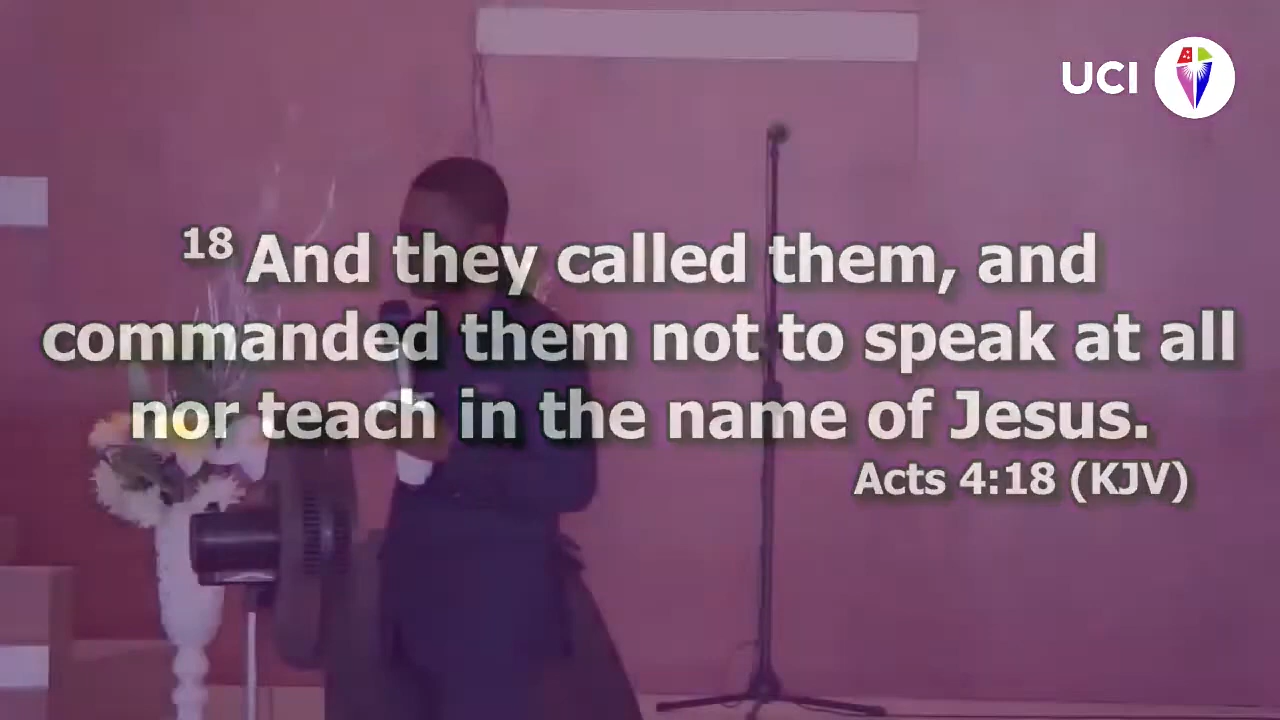 UCI
18 And they called them, and
commanded them not to speak at all
nor teach in the name of Jesus.
Acts 4:18 (KJV)